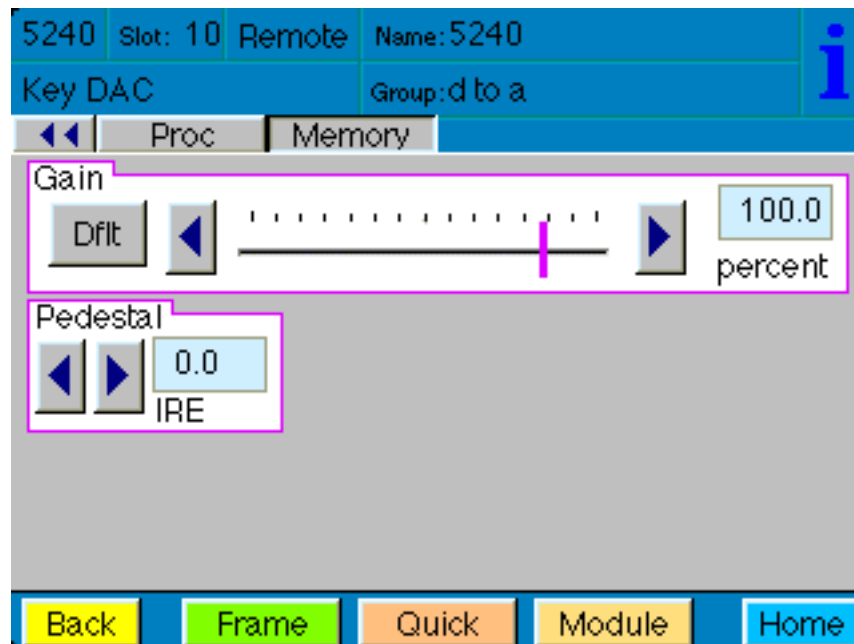 5240 Slot: 10 Remote Name: 5240
Key DAC Group: d to a
i
Proc Memory
Gain
Dflt
100.0
percent
Pedestal
0.0
IRE
Back Frame Quick Module Home